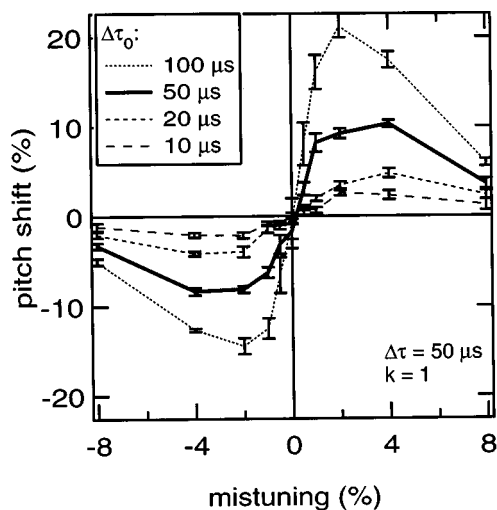 Δτ₀:
100 μs
50 μs
20 μs
10 μs
20
10
0
-10
-20
pitch shift (%)
Δτ = 50 μs
k = 1
-8
-4
0
4
8
mistuning (%)